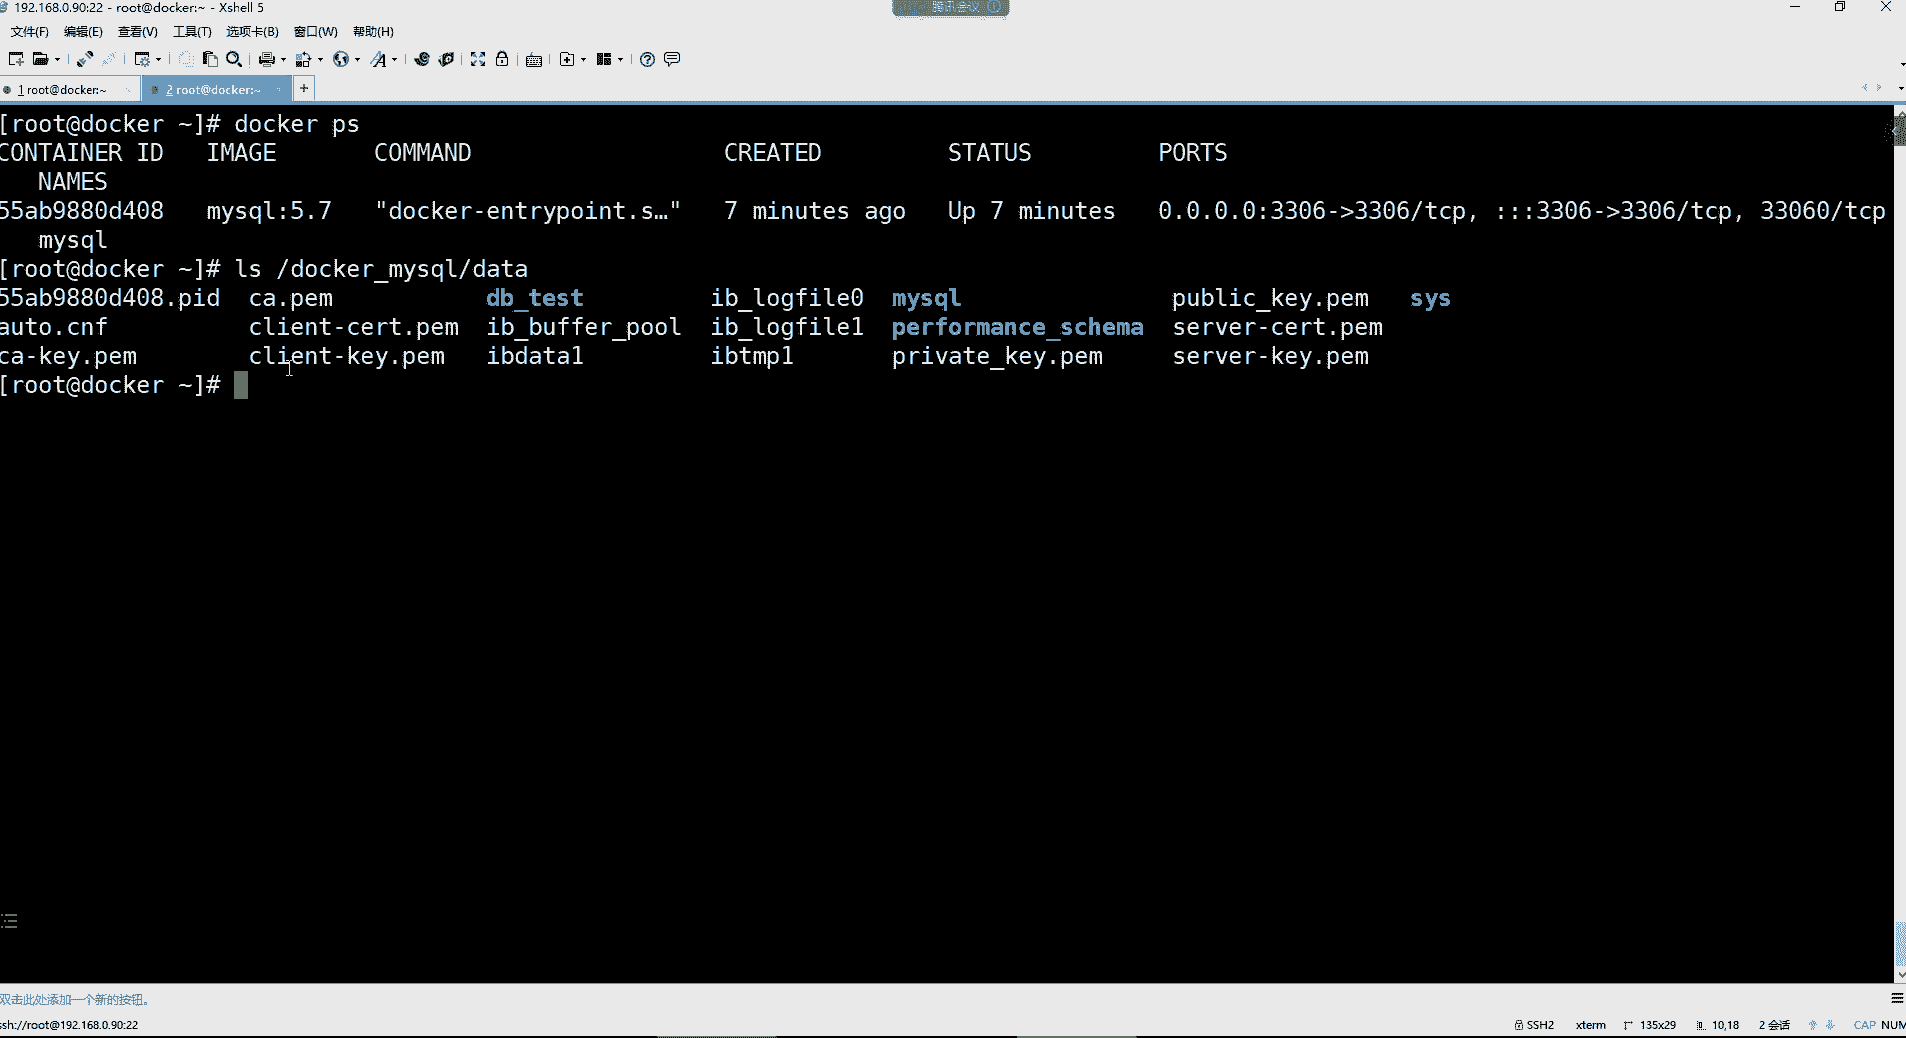 192.168.0.90:22 - root@docker:~ - Xshell 5
腾讯会议
文件(F) 编辑(E) 查看(V) 工具(T) 选项卡(B) 窗口(W) 帮助(H)
1 root@docker:~ 2 root@docker:~ +
[root@docker ~]# docker ps
CONTAINER ID IMAGE COMMAND CREATED STATUS PORTS
NAMES
55ab9880d408 mysql:5.7 "docker-entrypoint.s…" 7 minutes ago Up 7 minutes 0.0.0.0:3306->3306/tcp, :::3306->3306/tcp, 33060/tcp
mysql
[root@docker ~]# ls /docker_mysql/data
55ab9880d408.pid ca.pem db_test ib_logfile0 mysql public_key.pem sys
auto.cnf client-cert.pem ib_buffer_pool ib_logfile1 performance_schema server-cert.pem
ca-key.pem client-key.pem ibdata1 ibtmp1 private_key.pem server-key.pem
[root@docker ~]#
双击此处添加一个新的按钮。
ssh://root@192.168.0.90:22 SSH2 xterm 135x29 10,18 2 会话 CAP NUM